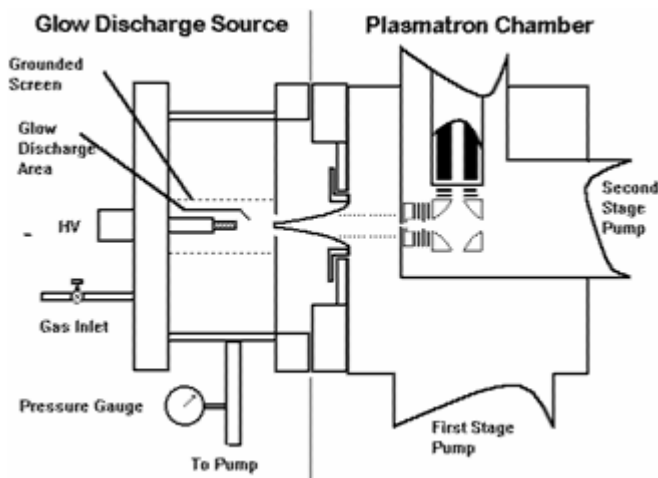 Glow Discharge Source
Plasmatron Chamber
Grounded
Screen
Glow
Discharge
Area
- HV
Gas Inlet
Pressure Gauge
To Pump
Second
Stage
Pump
First Stage
Pump